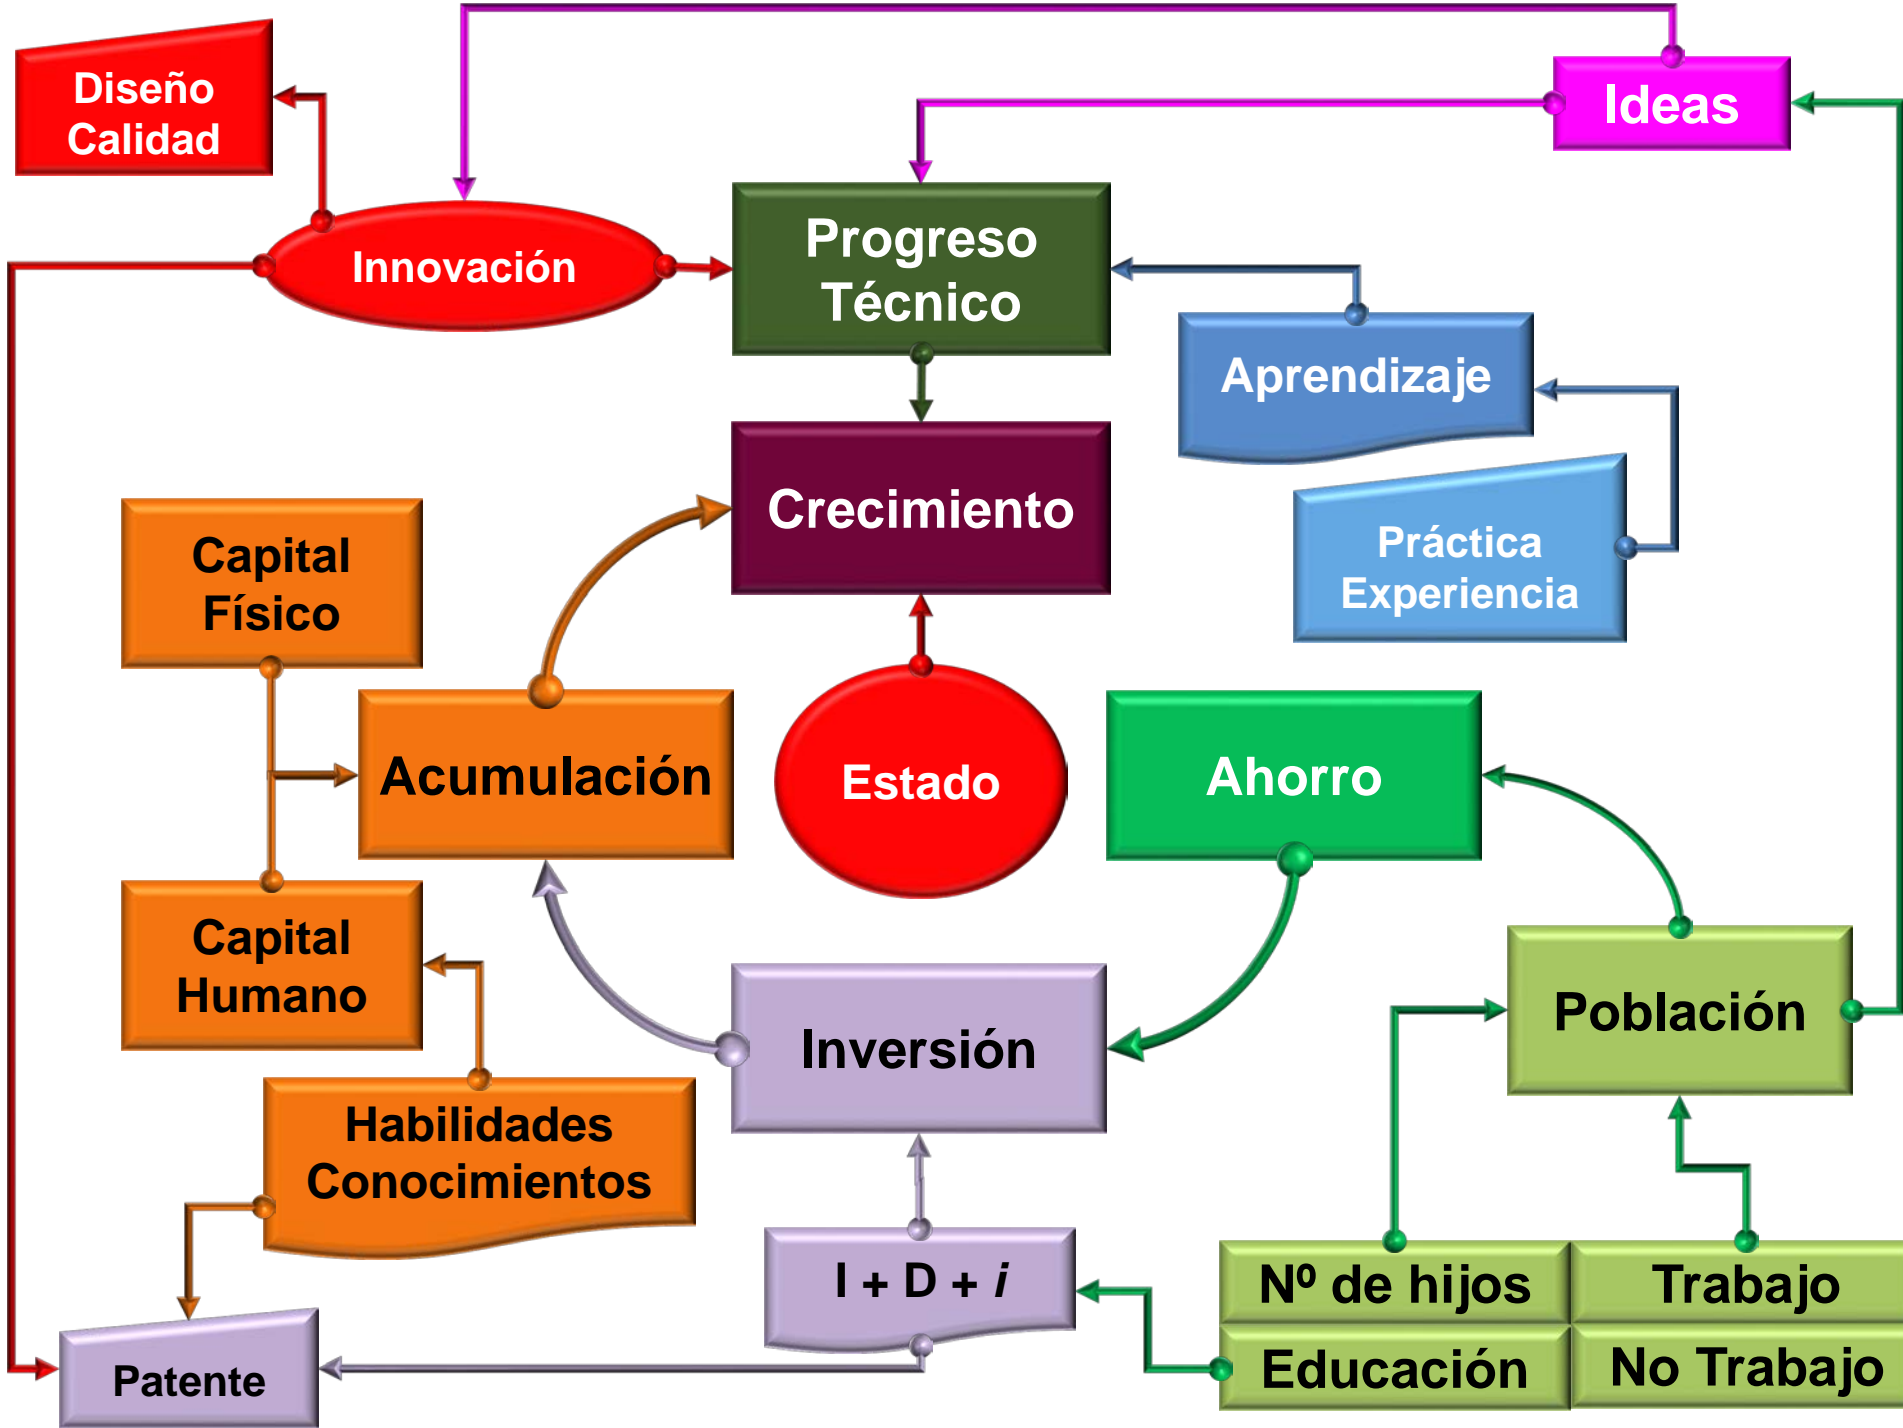 Diseño
Calidad
Ideas
Innovación
Progreso
Técnico
Aprendizaje
Crecimiento
Práctica
Experiencia
Capital
Físico
Acumulación
Estado
Ahorro
Capital
Humano
Inversión
Población
Habilidades
Conocimientos
I + D + i
Nº de hijos
Trabajo
Educación
No Trabajo
Patente